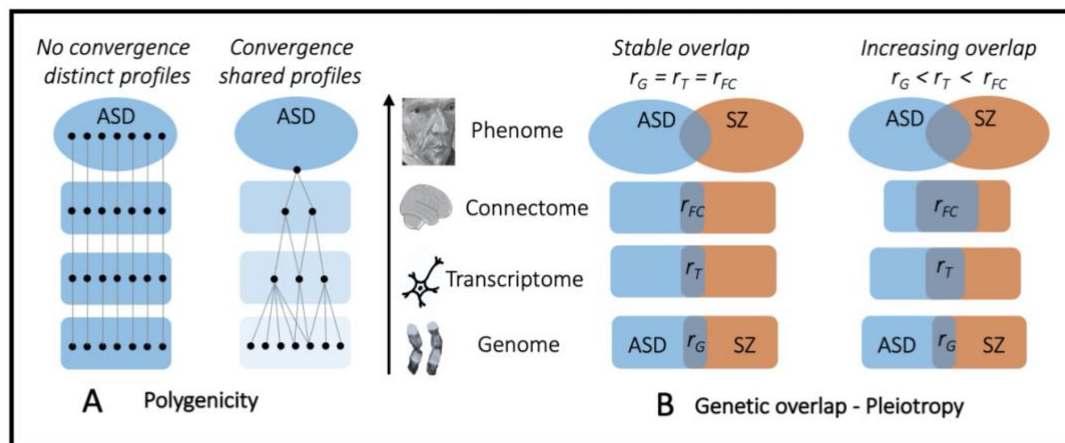 No convergence
distinct profiles
Convergence
shared profiles
ASD
ASD
Phenome
Connectome
Transcriptome
Genome
A Polygenicity
Stable overlap
r_G = r_T = r_FC
Increasing overlap
r_G < r_T < r_FC
ASD SZ
ASD SZ
r_FC
r_FC
r_T
r_T
ASD r_G SZ
ASD r_G SZ
B Genetic overlap - Pleiotropy